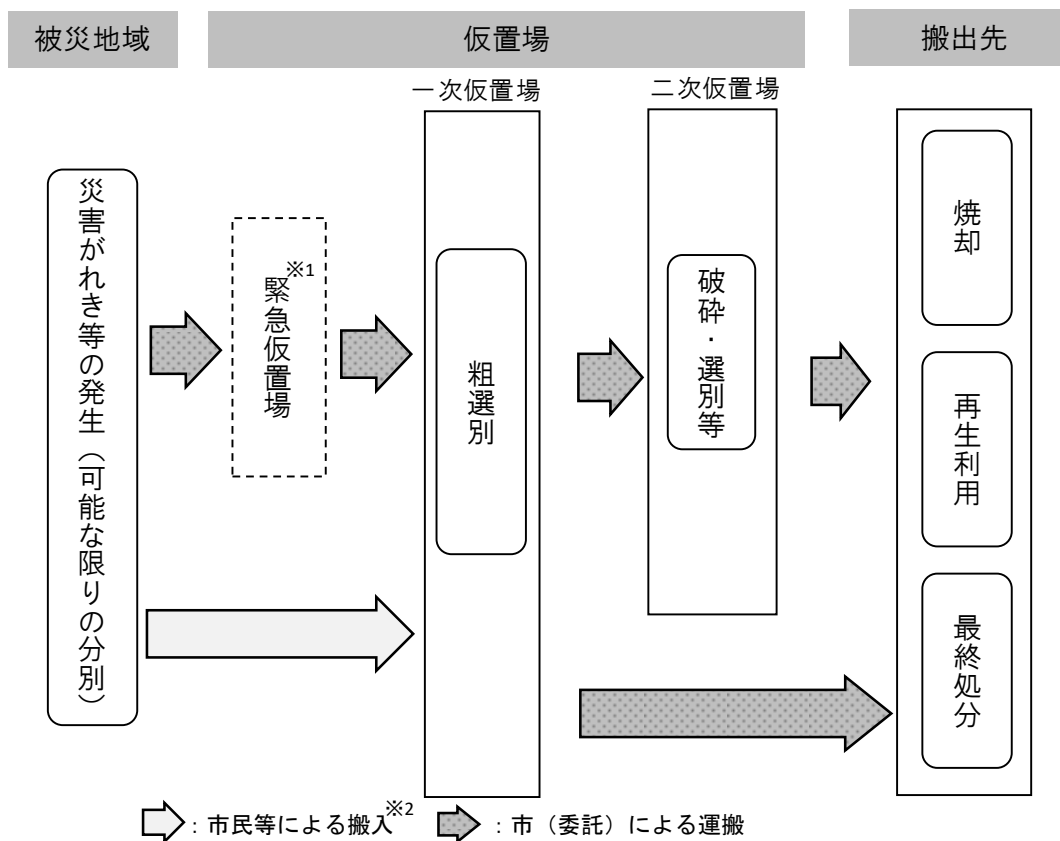 被災地域
仮置場
搬出先
一次仮置場
二次仮置場
災害がれき等の発生（可能な限りの分別）
緊急仮置場※1
粗選別
破砕・選別等
焼却
再生利用
最終処分
：市民等による搬入※2
：市（委託）による運搬